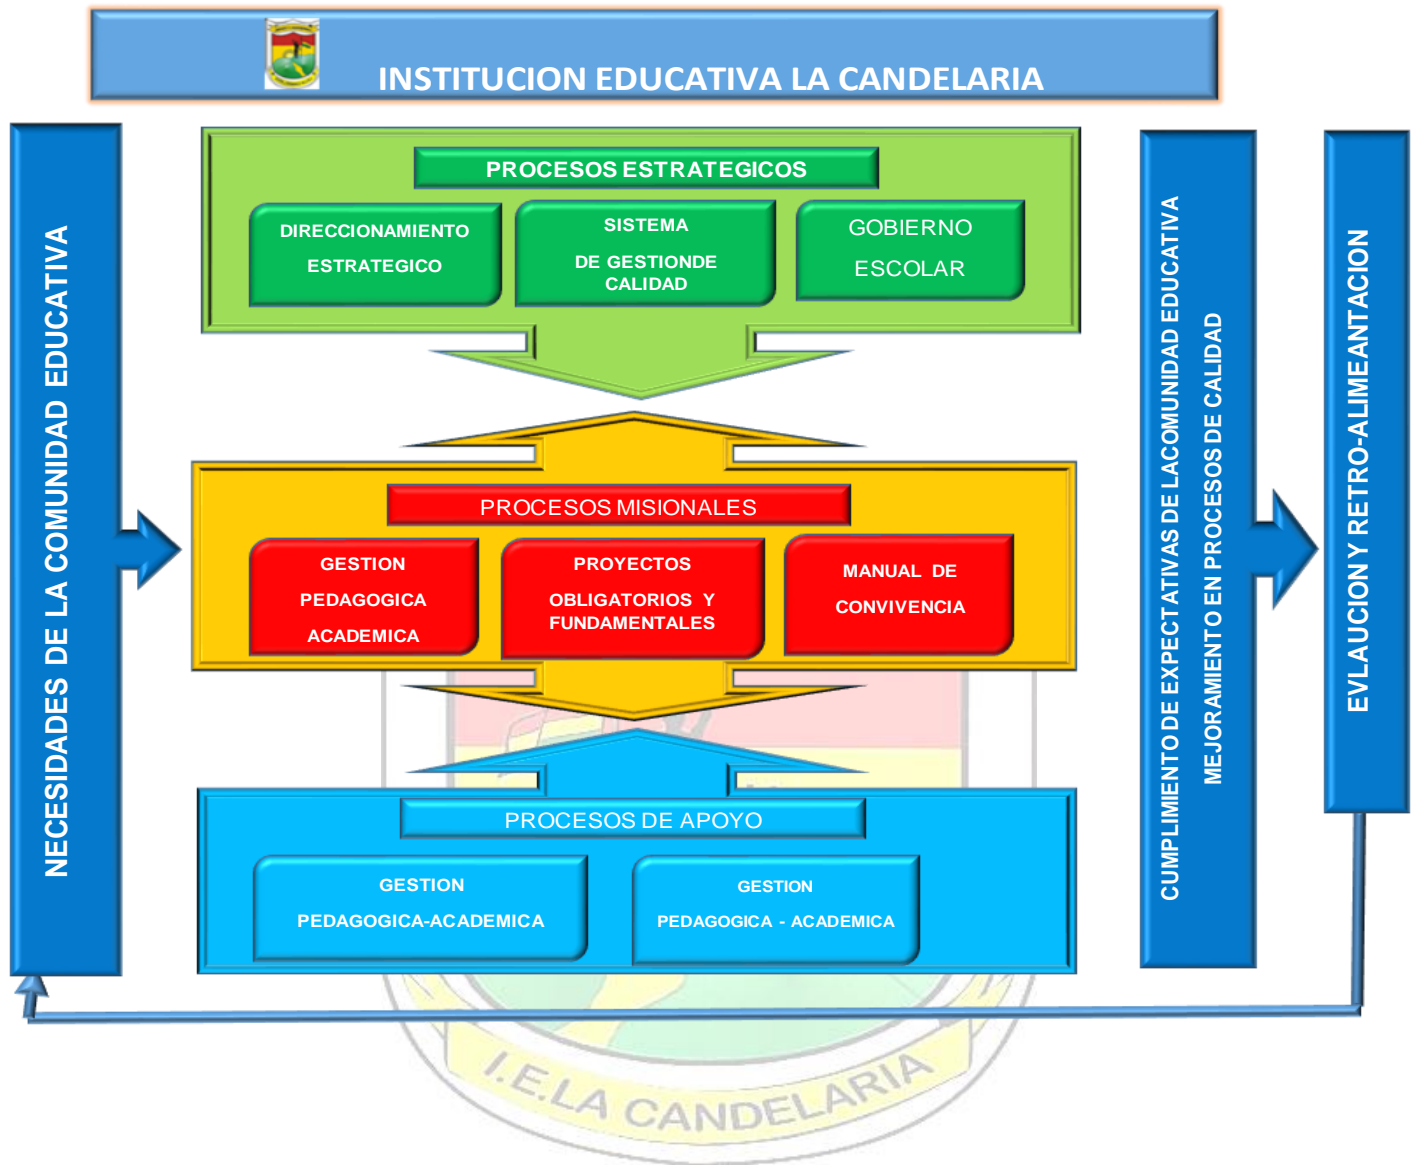 INSTITUCION EDUCATIVA LA CANDELARIA
NECESIDADES DE LA COMUNIDAD EDUCATIVA
PROCESOS ESTRATEGICOS
DIRECCIONAMIENTO
ESTRATEGICO
SISTEMA
DE GESTIONDE
CALIDAD
GOBIERNO
ESCOLAR
PROCESOS MISIONALES
GESTION
PEDAGOGICA
ACADEMICA
PROYECTOS
OBLIGATORIOS Y
FUNDAMENTALES
MANUAL DE
CONVIVENCIA
PROCESOS DE APOYO
GESTION
PEDAGOGICA-ACADEMICA
GESTION
PEDAGOGICA - ACADEMICA
CUMPLIMIENTO DE EXPECTATIVAS DE LACOMUNIDAD EDUCATIVA
MEJORAMIENTO EN PROCESOS DE CALIDAD
EVLAUCION Y RETRO-ALIMEANTACION
I.E.LA CANDELARIA